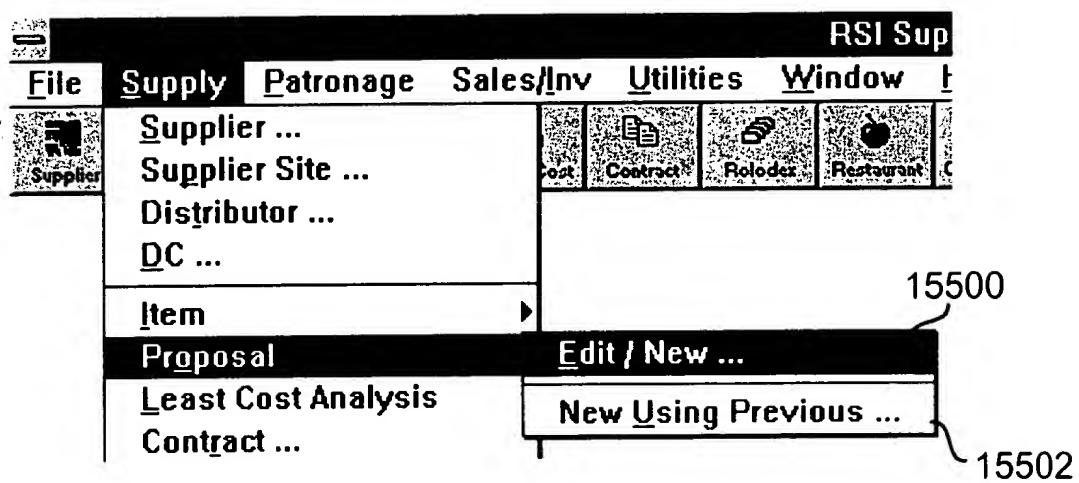 RSI Sup
File Supply Patronage Sales/Inv Utilities Window H
Supplier Cost Contract Rolodex Restaurant C
Supplier ...
Supplier Site ...
Distributor ...
DC ...
Item
Proposal
Least Cost Analysis
Contract ...
Edit / New ...
New Using Previous ...
15500
15502